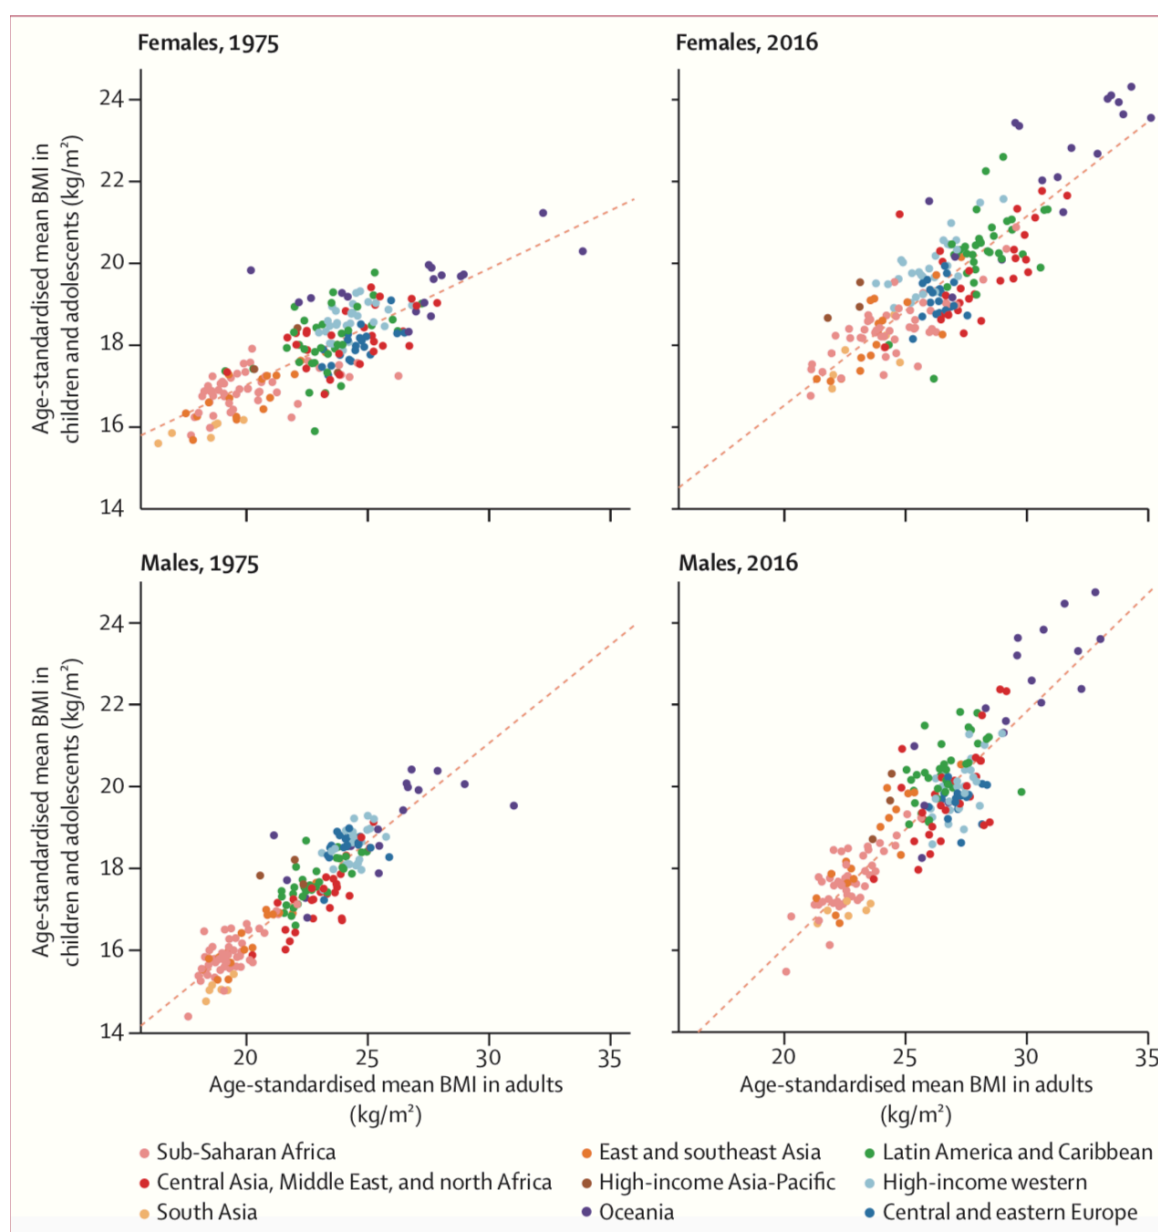 Females, 1975
Females, 2016
Age-standardised mean BMI in
children and adolescents (kg/m²)
24
22
20
18
16
14
Males, 1975
Males, 2016
Age-standardised mean BMI in
children and adolescents (kg/m²)
24
22
20
18
16
14
20 25 30 35
20 25 30 35
Age-standardised mean BMI in adults
(kg/m²)
Age-standardised mean BMI in adults
(kg/m²)
Sub-Saharan Africa
Central Asia, Middle East, and north Africa
South Asia
East and southeast Asia
High-income Asia-Pacific
Oceania
Latin America and Caribbean
High-income western
Central and eastern Europe